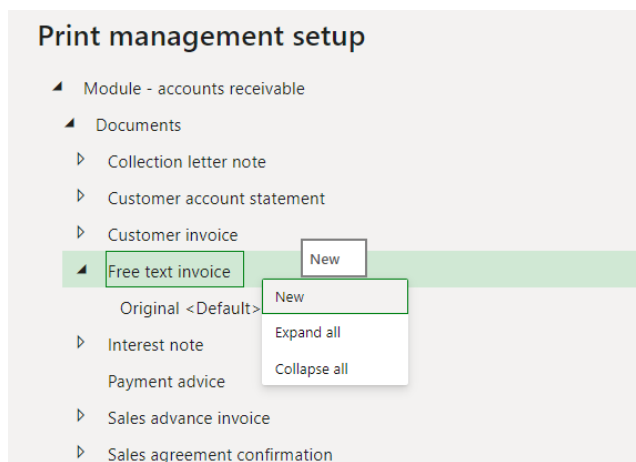 Print management setup
Module - accounts receivable
Documents
Collection letter note
Customer account statement
Customer invoice
New
Free text invoice
New
Original <Default>
Expand all
Interest note
Collapse all
Payment advice
Sales advance invoice
Sales agreement confirmation